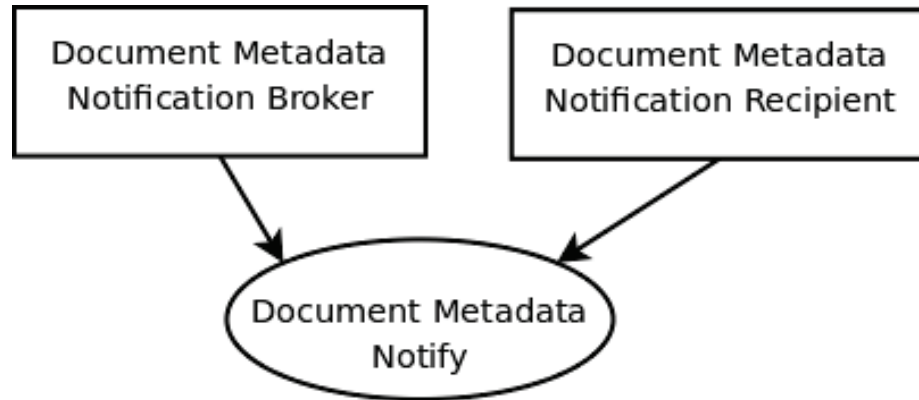 Document Metadata
Notification Broker
Document Metadata
Notification Recipient
Document Metadata
Notify